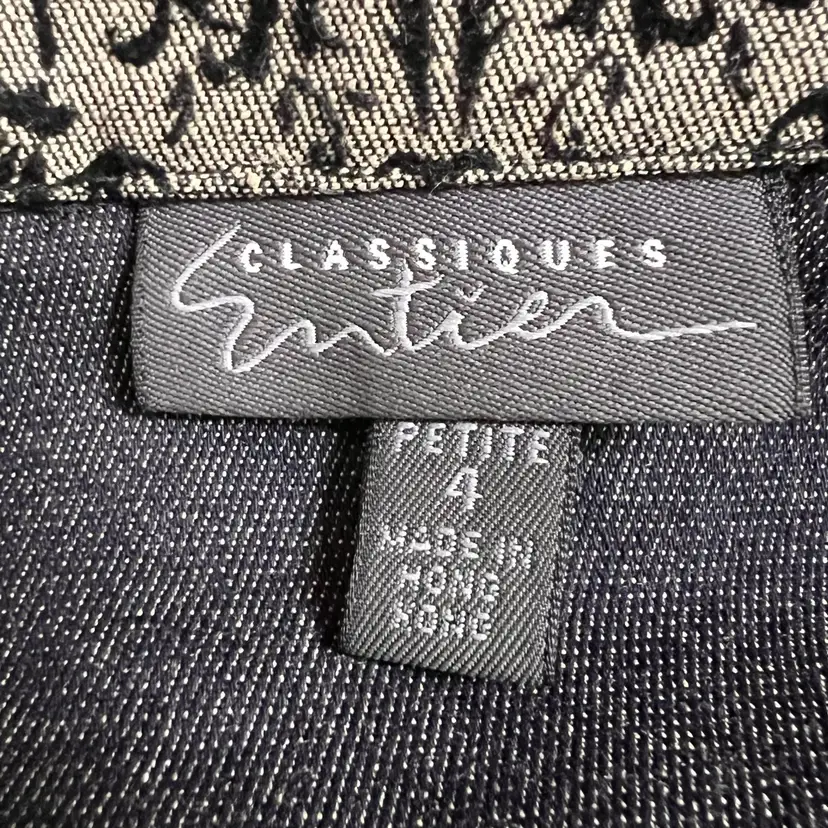 CLASSIQUES
Entier
PETITE
4
MADE IN
HONG
KONG